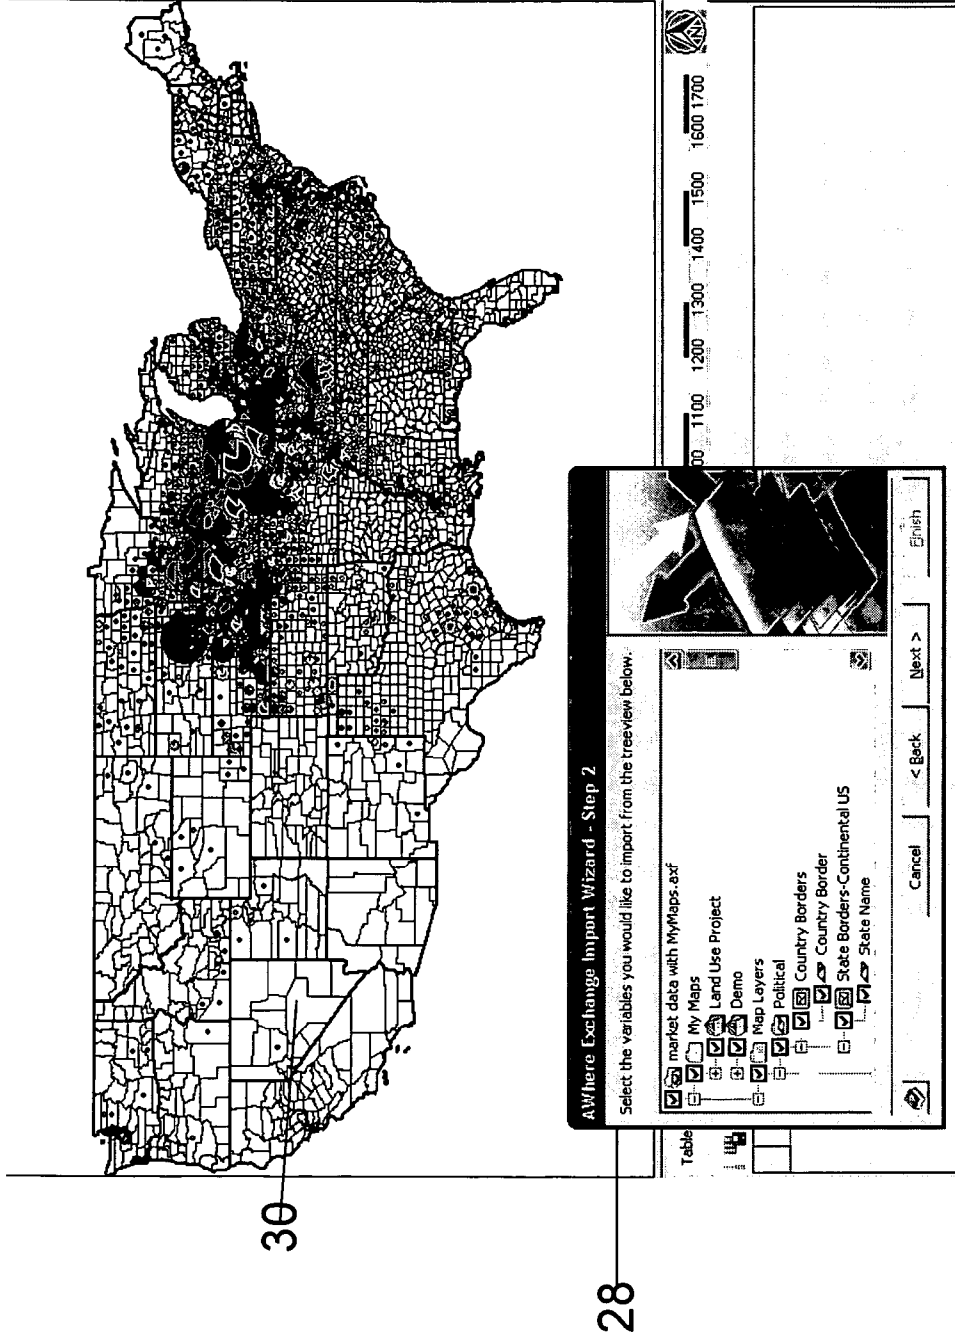 30
28
1100 1200 1300 1400 1500 1600 1700
Table
AWhere Exchange Import Wizard - Step 2
Select the variables you would like to import from the treeview below.
market data with MyMaps.axf
My Maps
Land Use Project
Demo
Map Layers
Political
Country Borders
Country Border
State Borders-Continental US
State Name
Cancel
< Back
Next >
Finish